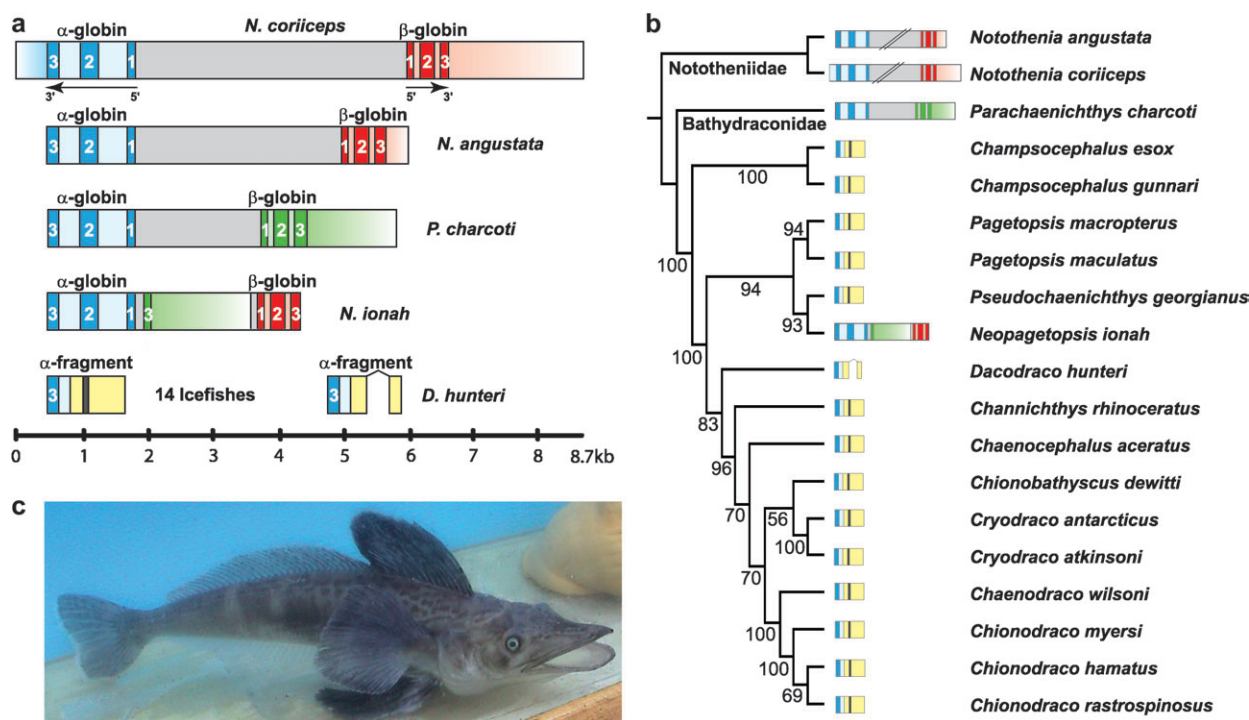 a
α-globin N. coriiceps β-globin
3 2 1 1 2 3
3' 5' 5' 3'
α-globin β-globin
3 2 1 1 2 3 N. angustata
α-globin β-globin
3 2 1 1 2 3 P. charcoti
α-globin β-globin
3 2 1 3 1 2 3 N. ionah
α-fragment α-fragment
3 14 Icefishes 3 D. hunteri
0 1 2 3 4 5 6 7 8 8.7kb
c
b
Notothenia angustata
Nototheniidae
Notothenia coriiceps
Parachaenichthys charcoti
Bathydraconidae
Champsocephalus esox
100
Champsocephalus gunnari
Pagetopsis macropterus
94
Pagetopsis maculatus
100
94
Pseudochaenichthys georgianus
93
Neopagetopsis ionah
100
Dacodraco hunteri
83
Channichthys rhinoceratus
96
Chaenocephalus aceratus
70
Chionobathyscus dewitti
56
Cryodraco antarcticus
100
Cryodraco atkinsoni
70
Chaenodraco wilsoni
100
Chionodraco myersi
100
Chionodraco hamatus
69
Chionodraco rastrospinosus